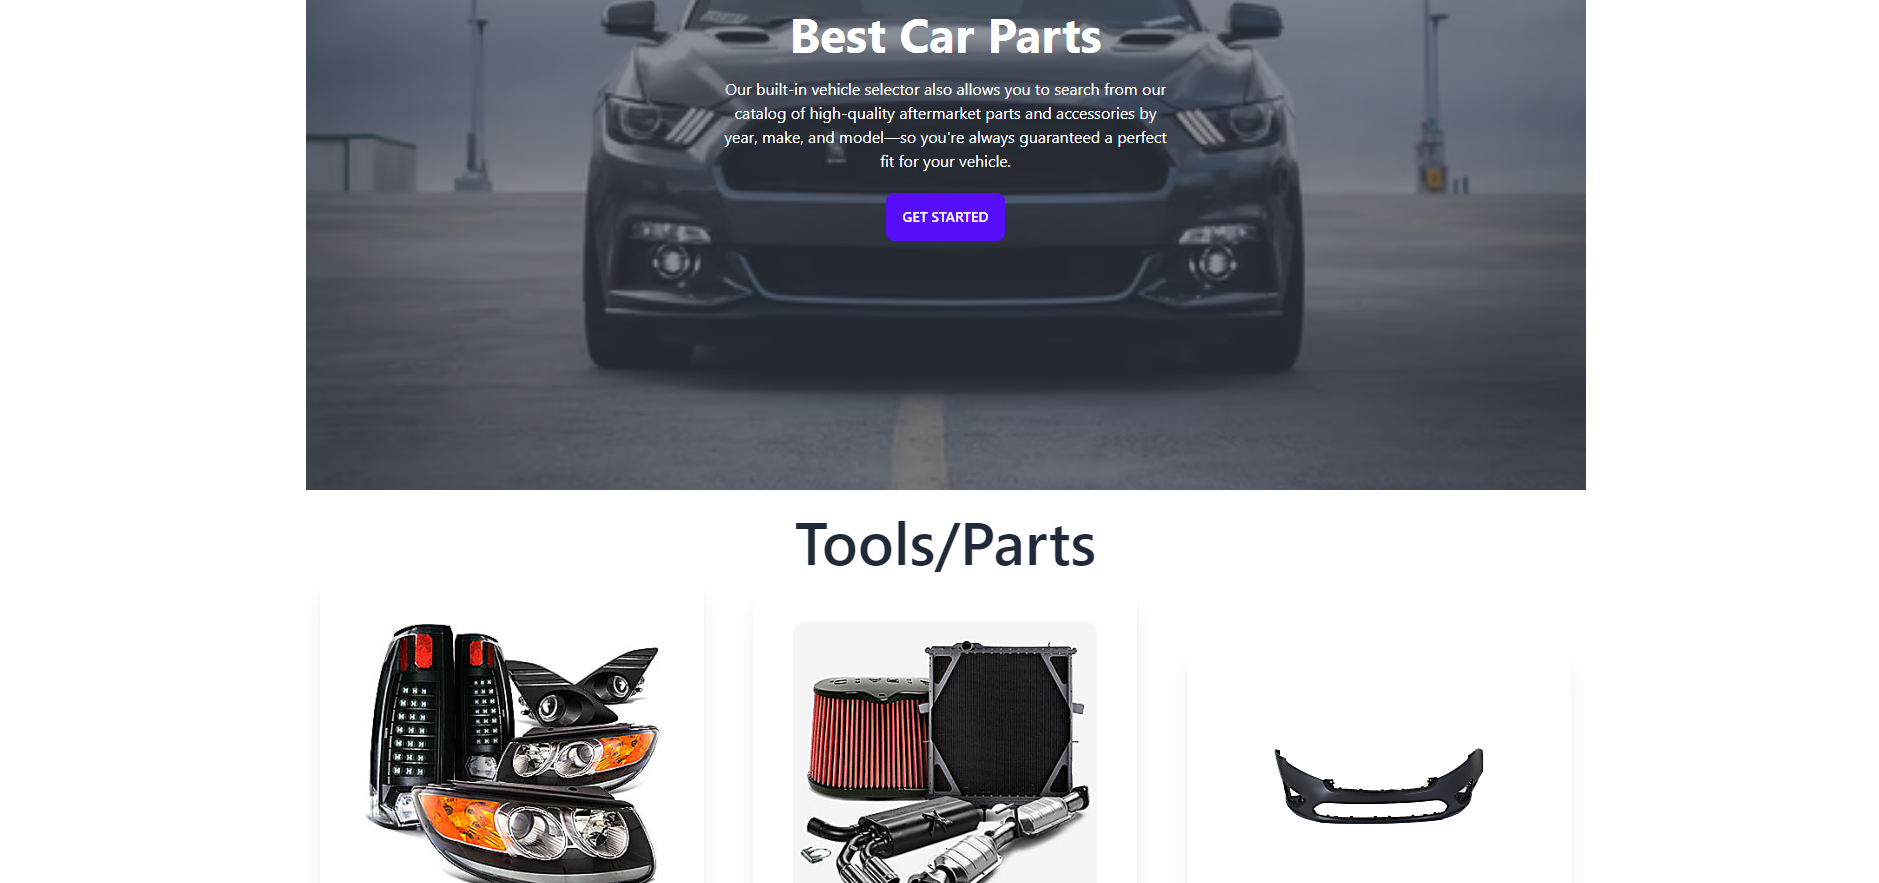 Best Car Parts
Our built-in vehicle selector also allows you to search from our
catalog of high-quality aftermarket parts and accessories by
year, make, and model—so you're always guaranteed a perfect
fit for your vehicle.
GET STARTED
Tools/Parts